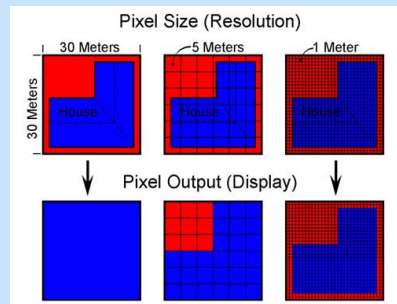 Pixel Size (Resolution)
30 Meters
5 Meters
1 Meter
30 Meters
House
House
House
Pixel Output (Display)